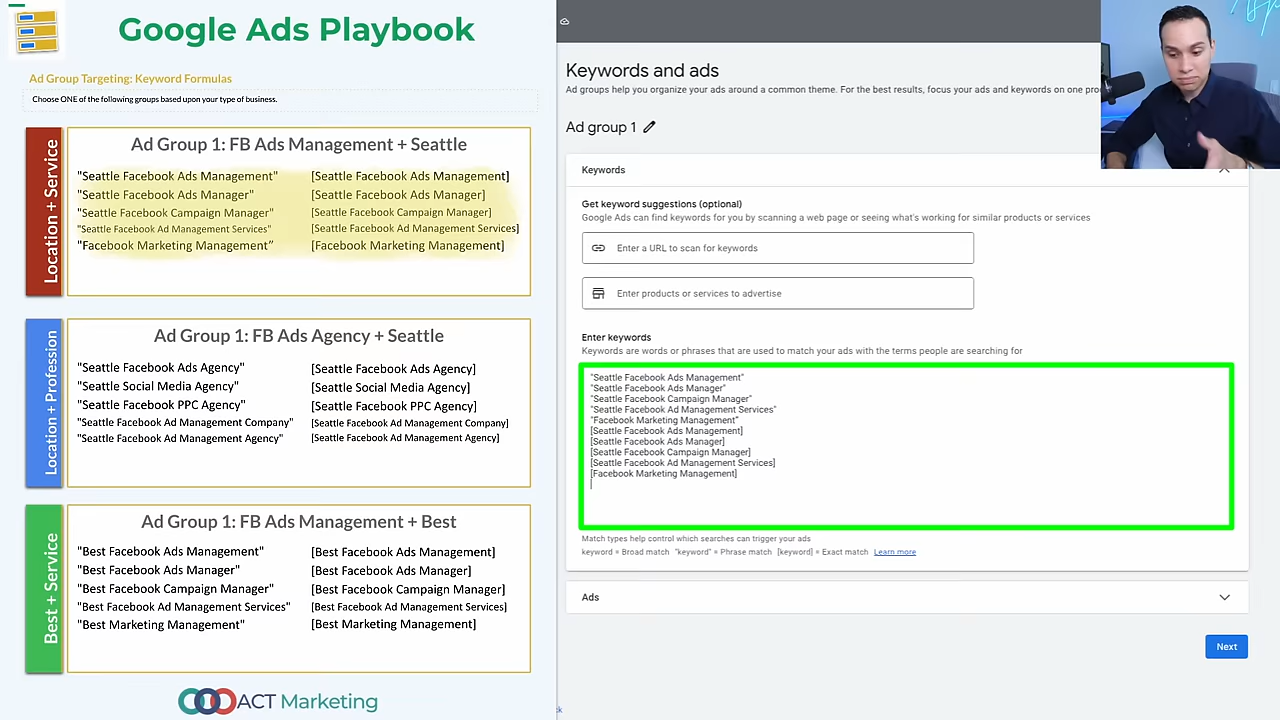 Google Ads Playbook
Ad Group Targeting: Keyword Formulas
Choose ONE of the following groups based upon your type of business.
Location + Service
Ad Group 1: FB Ads Management + Seattle
"Seattle Facebook Ads Management" [Seattle Facebook Ads Management]
"Seattle Facebook Ads Manager" [Seattle Facebook Ads Manager]
"Seattle Facebook Campaign Manager" [Seattle Facebook Campaign Manager]
"Seattle Facebook Ad Management Services" [Seattle Facebook Ad Management Services]
"Facebook Marketing Management” [Facebook Marketing Management]
Location + Profession
Ad Group 1: FB Ads Agency + Seattle
"Seattle Facebook Ads Agency" [Seattle Facebook Ads Agency]
"Seattle Social Media Agency" [Seattle Social Media Agency]
"Seattle Facebook PPC Agency" [Seattle Facebook PPC Agency]
"Seattle Facebook Ad Management Company" [Seattle Facebook Ad Management Company]
"Seattle Facebook Ad Management Agency" [Seattle Facebook Ad Management Agency]
Best + Service
Ad Group 1: FB Ads Management + Best
"Best Facebook Ads Management" [Best Facebook Ads Management]
"Best Facebook Ads Manager" [Best Facebook Ads Manager]
"Best Facebook Campaign Manager" [Best Facebook Campaign Manager]
"Best Facebook Ad Management Services" [Best Facebook Ad Management Services]
"Best Marketing Management" [Best Marketing Management]
ACT Marketing
Keywords and ads
Ad groups help you organize your ads around a common theme. For the best results, focus your ads and keywords on one
Ad group 1
Keywords
Get keyword suggestions (optional)
Google Ads can find keywords for you by scanning a web page or seeing what's working for similar products or services
Enter a URL to scan for keywords
Enter products or services to advertise
Enter keywords
Keywords are words or phrases that are used to match your ads with the terms people are searching for
"Seattle Facebook Ads Management"
"Seattle Facebook Ads Manager"
"Seattle Facebook Campaign Manager"
"Seattle Facebook Ad Management Services"
"Facebook Marketing Management"
[Seattle Facebook Ads Management]
[Seattle Facebook Ads Manager]
[Seattle Facebook Campaign Manager]
[Seattle Facebook Ad Management Services]
[Facebook Marketing Management]
Match types help control which searches can trigger your ads
keyword = Broad match "keyword" = Phrase match [keyword] = Exact match Learn more
Ads
Next